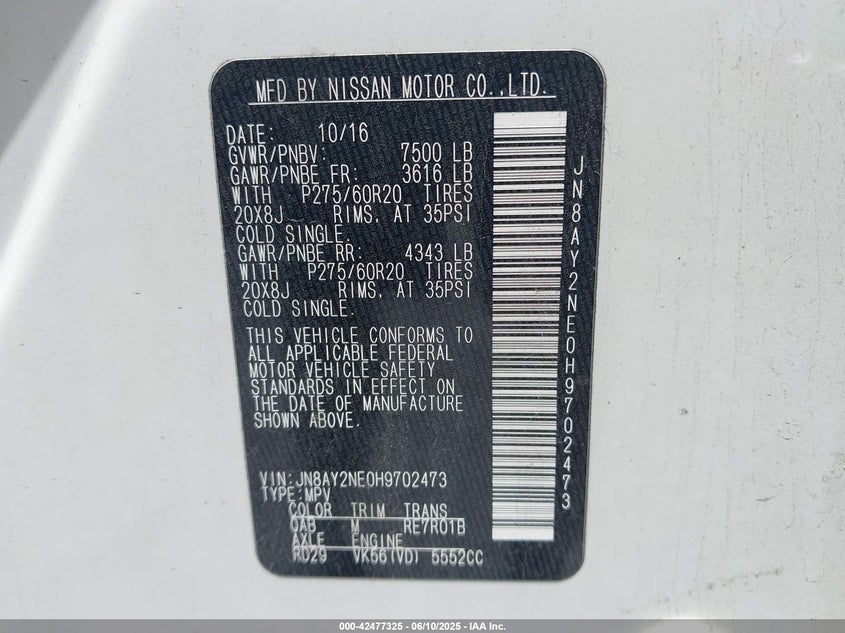 MFD BY NISSAN MOTOR CO.,LTD.
DATE: 10/16
GVWR/PNBV: 7500 LB
GAWR/PNBE FR: 3616 LB
WITH P275/60R20 TIRES
20X8J RIMS, AT 35PSI
COLD SINGLE.
GAWR/PNBE RR: 4343 LB
WITH P275/60R20 TIRES
20X8J RIMS, AT 35PSI
COLD SINGLE.
THIS VEHICLE CONFORMS TO
ALL APPLICABLE FEDERAL
MOTOR VEHICLE SAFETY
STANDARDS IN EFFECT ON
THE DATE OF MANUFACTURE
SHOWN ABOVE.
VIN:JN8AY2NE0H9702473
TYPE:MPV
COLOR TRIM TRANS
QAB M RE7R01B
AXLE ENGINE
RD29 VK56(VD) 5552CC
JN8AY2NE0H9702473
000-42477325 - 06/10/2025 - IAA Inc.